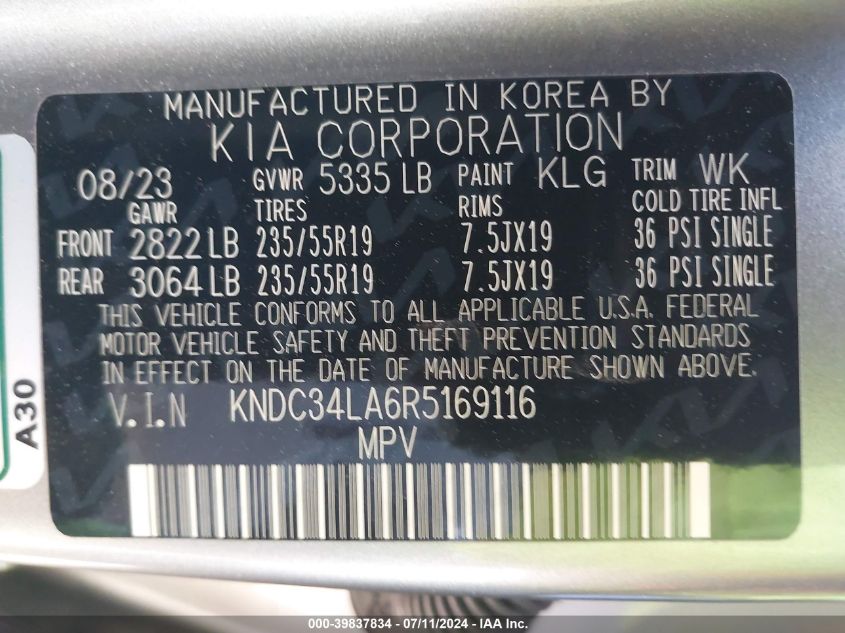 MANUFACTURED IN KOREA BY
KIA CORPORATION
08/23 GVWR 5335 LB PAINT KLG TRIM WK
GAWR TIRES RIMS COLD TIRE INFL
FRONT 2822 LB 235/55R19 7.5JX19 36 PSI SINGLE
REAR 3064 LB 235/55R19 7.5JX19 36 PSI SINGLE
THIS VEHICLE CONFORMS TO ALL APPLICABLE U.S.A. FEDERAL
MOTOR VEHICLE SAFETY AND THEFT PREVENTION STANDARDS
IN EFFECT ON THE DATE OF MANUFACTURE SHOWN ABOVE.
V.I.N KNDC34LA6R5169116
MPV
A30
000-39837834 - 07/11/2024 - IAA Inc.